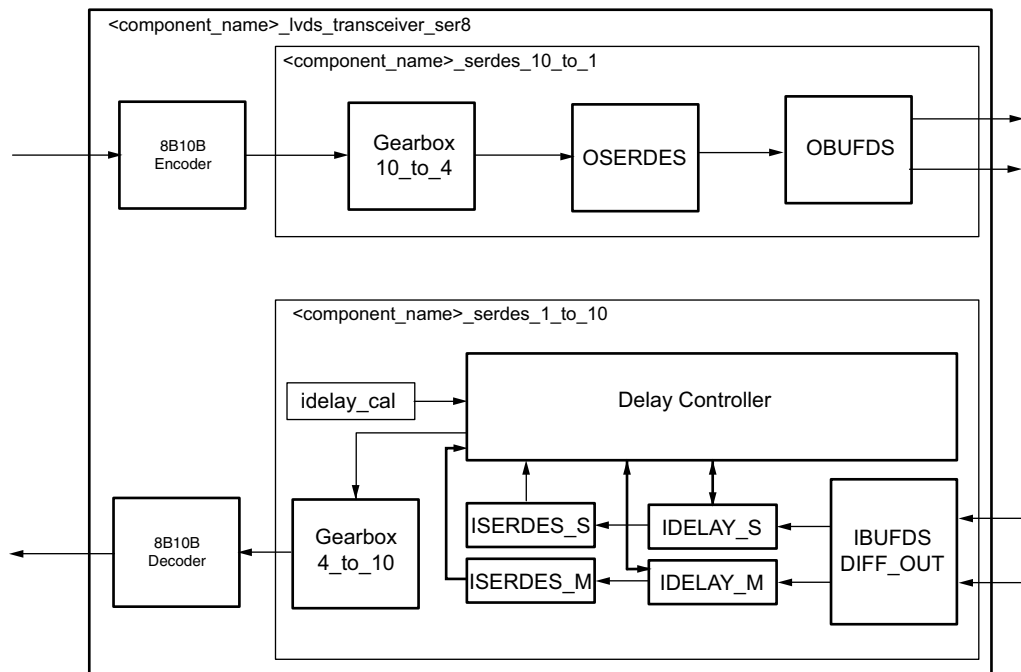 <component_name>_lvds_transceiver_ser8
<component_name>_serdes_10_to_1
8B10B
Encoder
Gearbox
10_to_4
OSERDES
OBUFDS
<component_name>_serdes_1_to_10
idelay_cal
Delay Controller
8B10B
Decoder
Gearbox
4_to_10
ISERDES_S
IDELAY_S
ISERDES_M
IDELAY_M
IBUFDS
DIFF_OUT